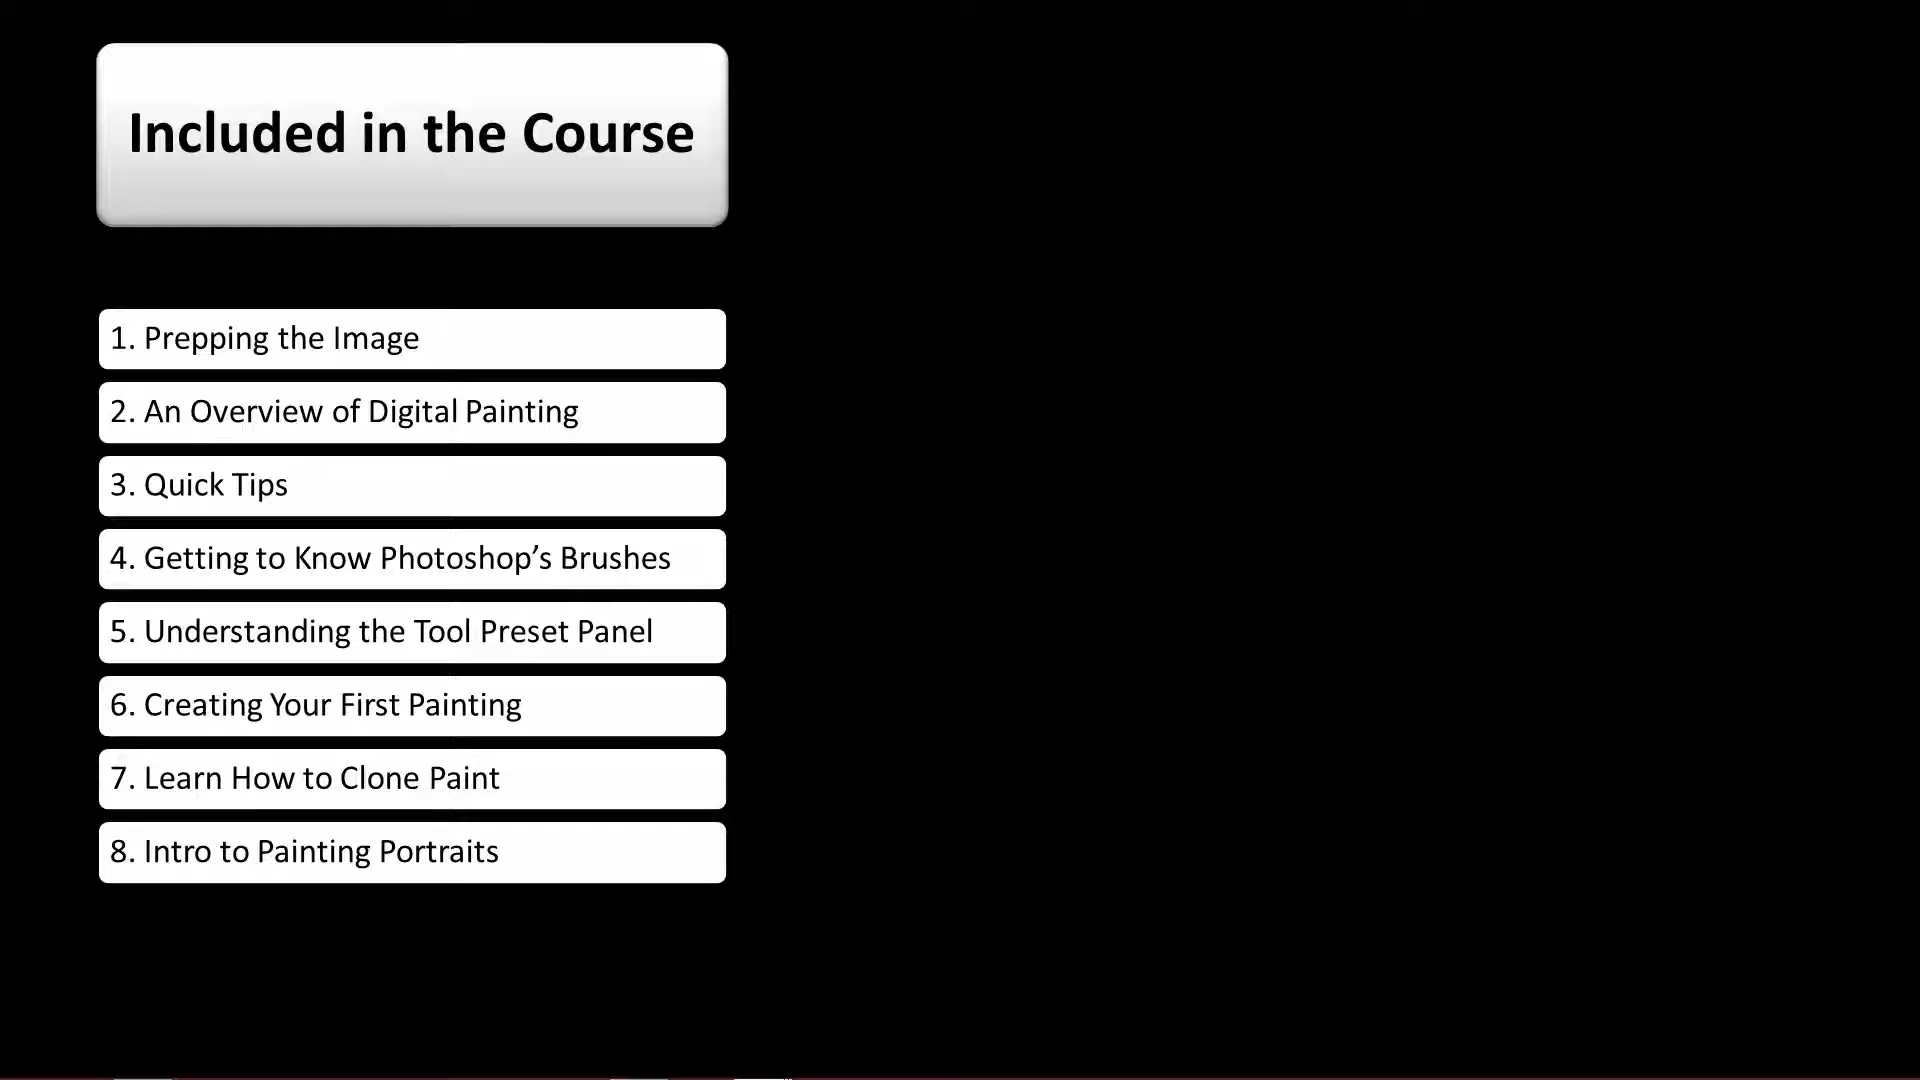 Included in the Course
1. Prepping the Image
2. An Overview of Digital Painting
3. Quick Tips
4. Getting to Know Photoshop’s Brushes
5. Understanding the Tool Preset Panel
6. Creating Your First Painting
7. Learn How to Clone Paint
8. Intro to Painting Portraits